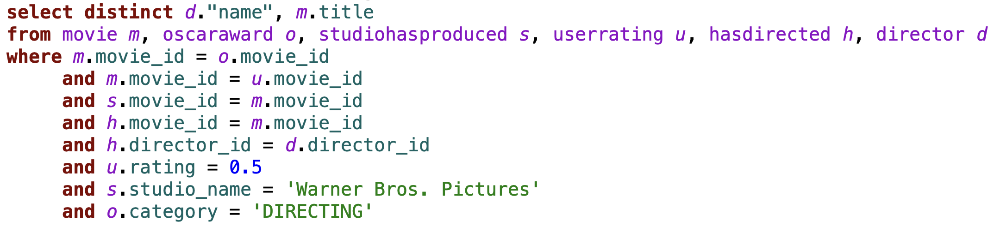 select distinct d."name", m.title
from movie m, oscaraward o, studiohasproduced s, userrating u, hasdirected h, director d
where m.movie_id = o.movie_id
and m.movie_id = u.movie_id
and s.movie_id = m.movie_id
and h.movie_id = m.movie_id
and h.director_id = d.director_id
and u.rating = 0.5
and s.studio_name = 'Warner Bros. Pictures'
and o.category = 'DIRECTING'